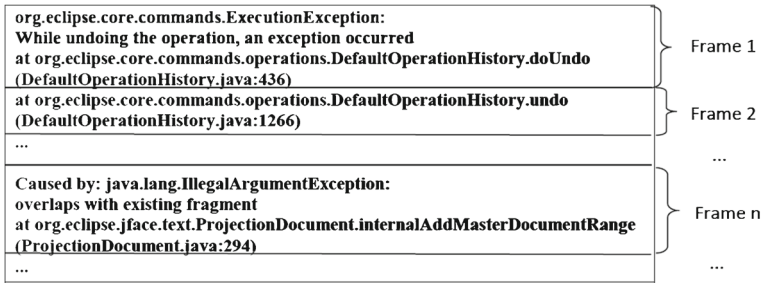 org.eclipse.core.commands.ExecutionException:
While undoing the operation, an exception occurred
at org.eclipse.core.commands.operations.DefaultOperationHistory.doUndo
(DefaultOperationHistory.java:436)
Frame 1
at org.eclipse.core.commands.operations.DefaultOperationHistory.undo
(DefaultOperationHistory.java:1266)
Frame 2
...
...
Caused by: java.lang.IllegalArgumentException:
overlaps with existing fragment
at org.eclipse.jface.text.ProjectionDocument.internalAddMasterDocumentRange
(ProjectionDocument.java:294)
Frame n
...
...